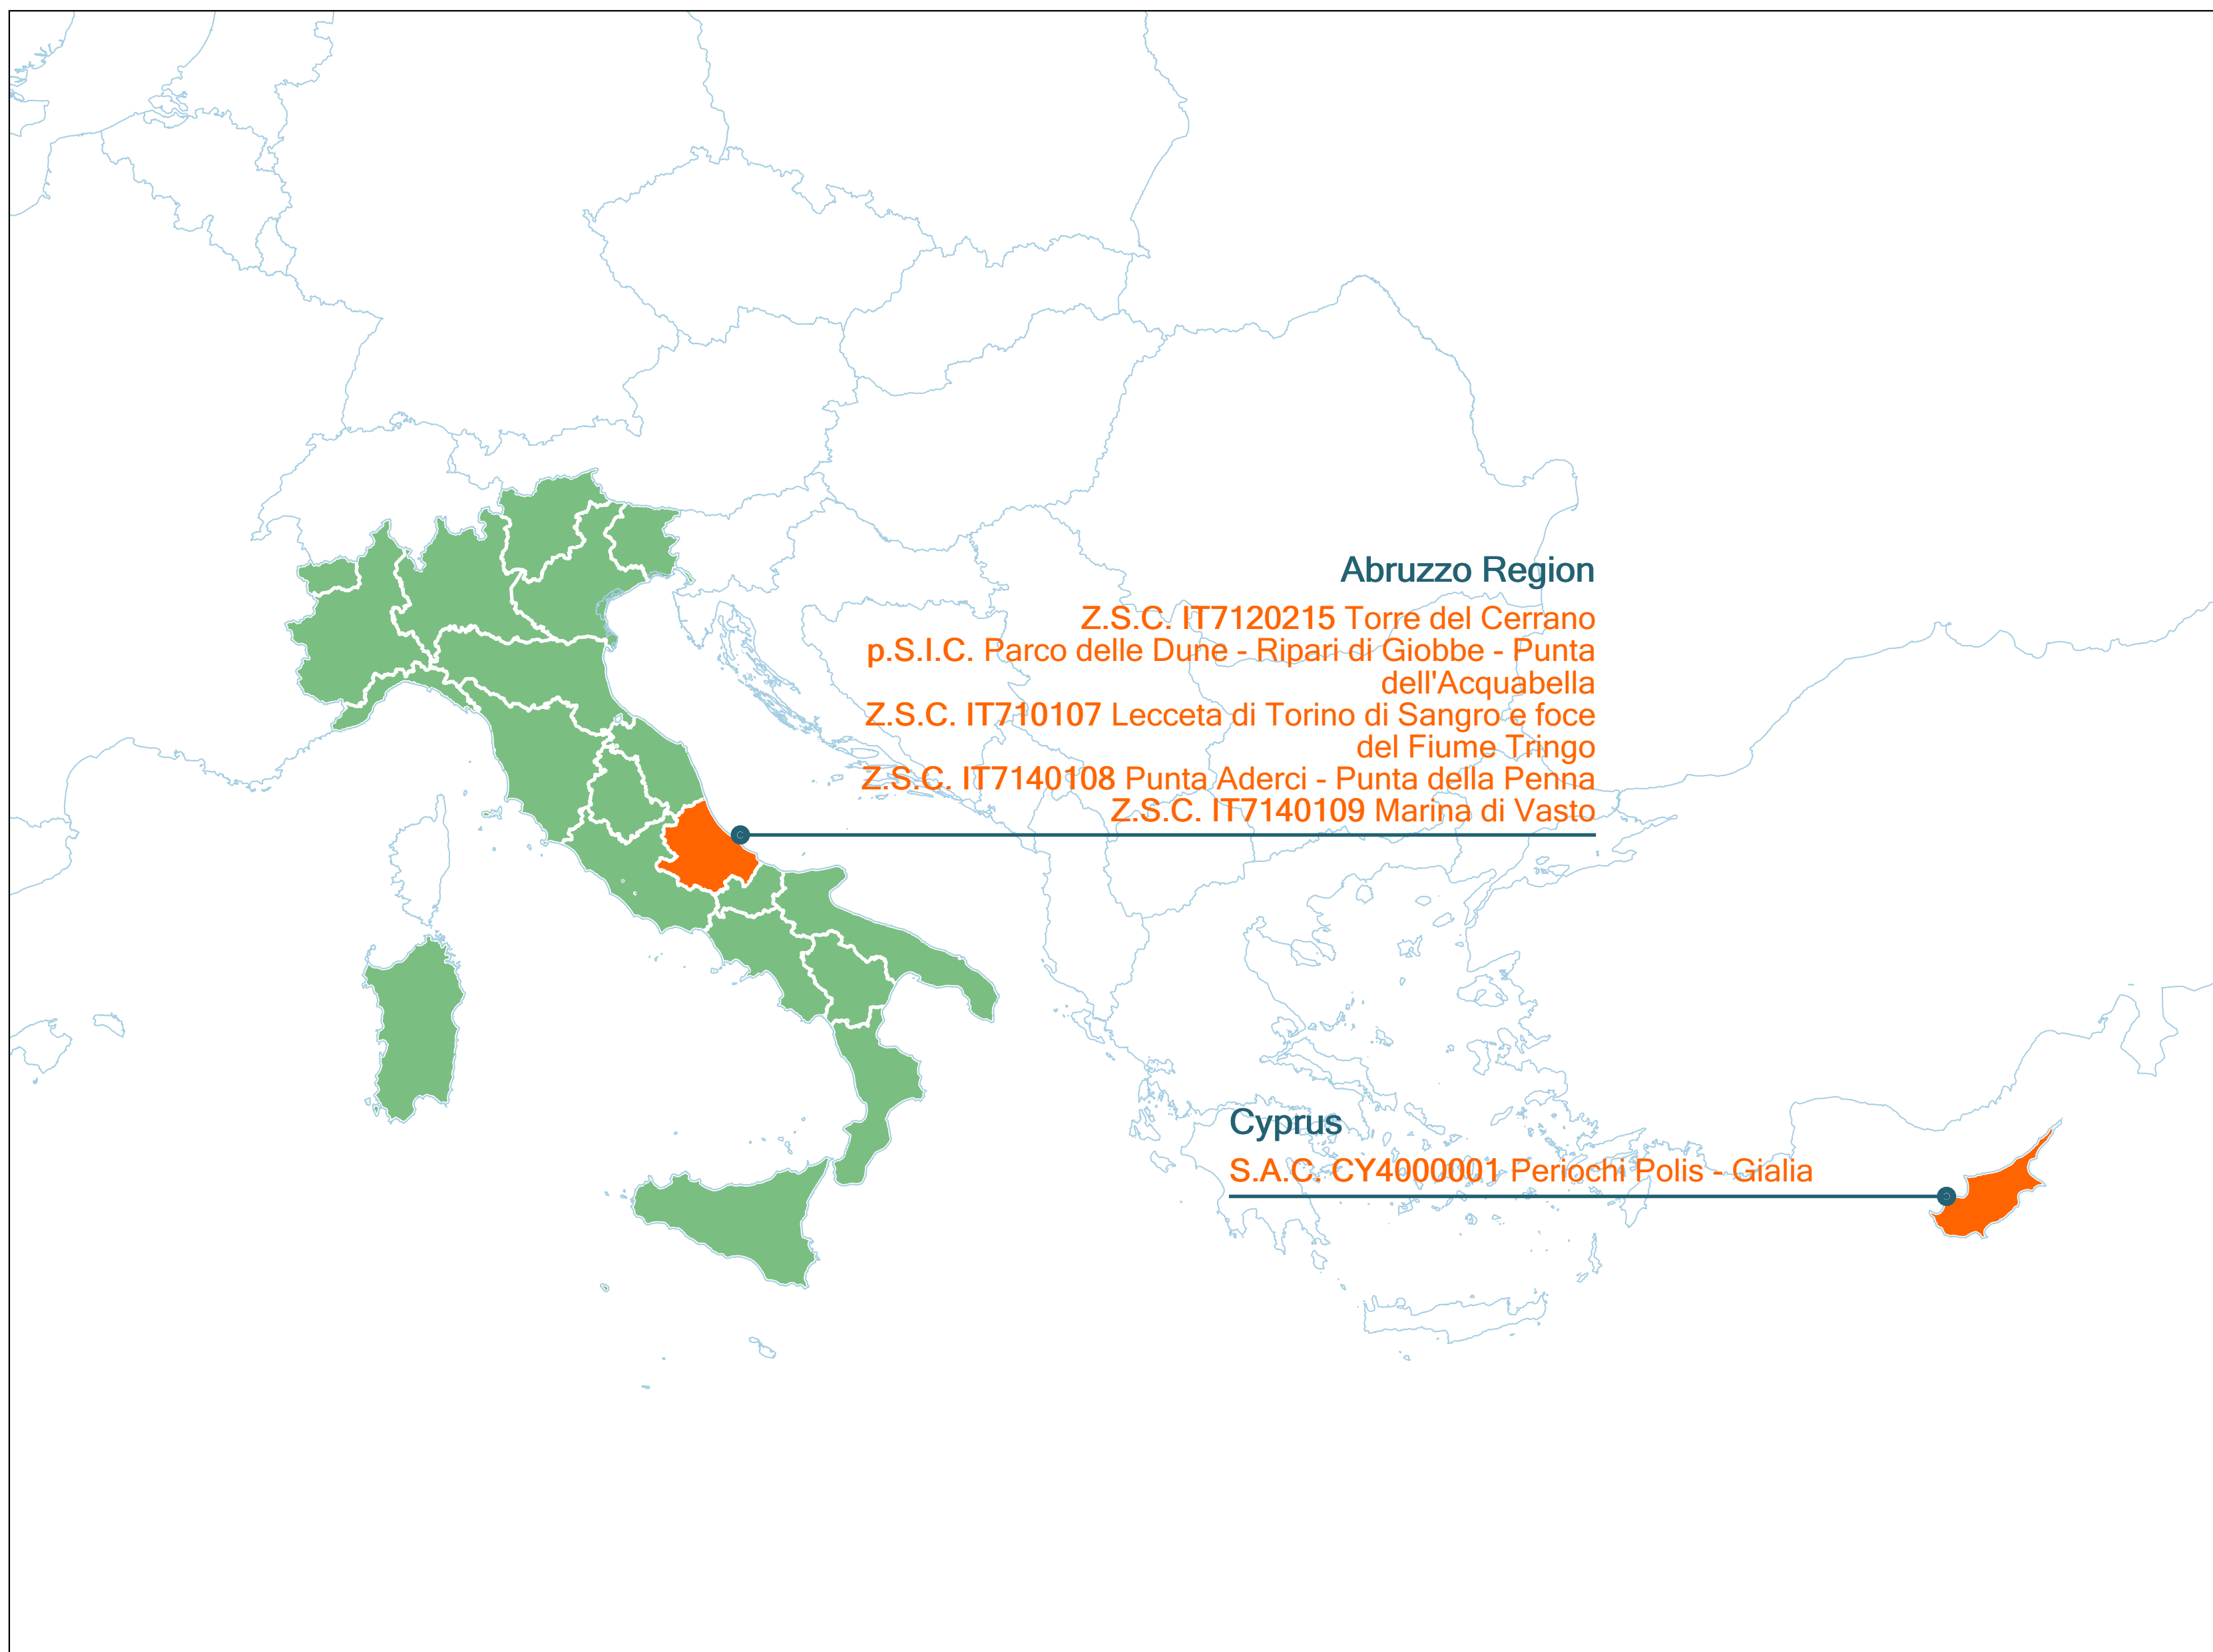 Abruzzo Region
Z.S.C. IT7120215 Torre del Cerrano
p.S.I.C. Parco delle Dune - Ripari di Giobbe - Punta
dell'Acquabella
Z.S.C. IT710107 Lecceta di Torino di Sangro e foce
del Fiume Tringo
Z.S.C. IT7140108 Punta Aderci - Punta della Penna
Z.S.C. IT7140109 Marina di Vasto
Cyprus
S.A.C. CY4000001 Periochi Polis - Gialia